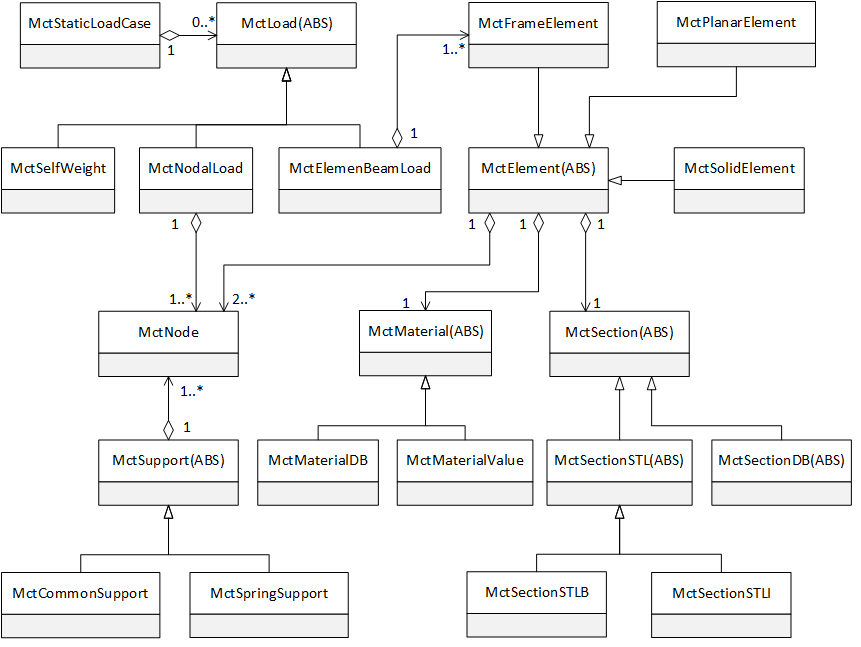 MctStaticLoadCase
0..*
1
MctLoad(ABS)
MctFrameElement
1..*
MctPlanarElement
1
MctSelfWeight
MctNodalLoad
MctElemenBeamLoad
MctElement(ABS)
MctSolidElement
1
1
1
1
1..*
2..*
1
1
MctNode
MctMaterial(ABS)
MctSection(ABS)
1..*
1
MctSupport(ABS)
MctMaterialDB
MctMaterialValue
MctSectionSTL(ABS)
MctSectionDB(ABS)
MctCommonSupport
MctSpringSupport
MctSectionSTLB
MctSectionSTLI